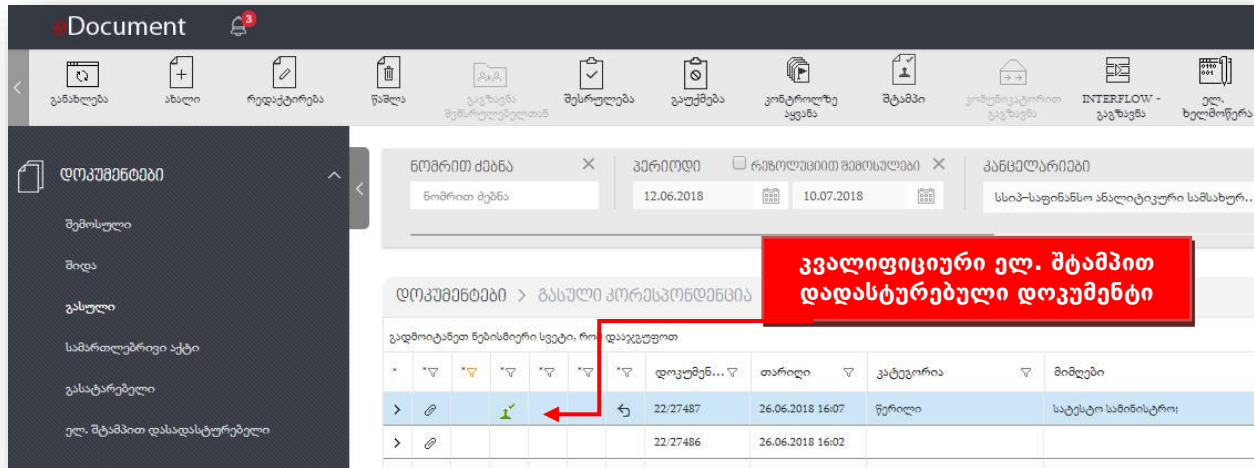 eDocument 3
განახლება
ახალი
რედაქტირება
წაშლა
გაგზავნა შემსრულებელთან
შესრულება
გაუქმება
კონტროლზე აყვანა
შტამპი
კომუნიკატორით გაგზავნა
INTERFLOW - გაგზავნა
ელ. ხელმოწერა
დოკუმენტები
შემოსული
შიდა
გასული
სამართლებრივი აქტი
გასატარებელი
ელ. შტამპით დასადასტურებელი
ნომრით ძებნა
ნომრით ძებნა
პერიოდი
რეზოლუციით შემოსულები
12.06.2018
10.07.2018
კანცელარიები
სსიპ-საფინანსო ანალიტიკური სამსახურ..
კვალიფიციური ელ. შტამპით
დადასტურებული დოკუმენტი
დოკუმენტები > გასული კორესპონდენცია
გადმოიტანეთ ნებისმიერი სვეტი, რომ დააჯგუფოთ
დოკუმენ... თარიღი კატეგორია მიმღები
22/27487 26.06.2018 16:07 წერილი სატესტო სამინისტრო;
22/27486 26.06.2018 16:02